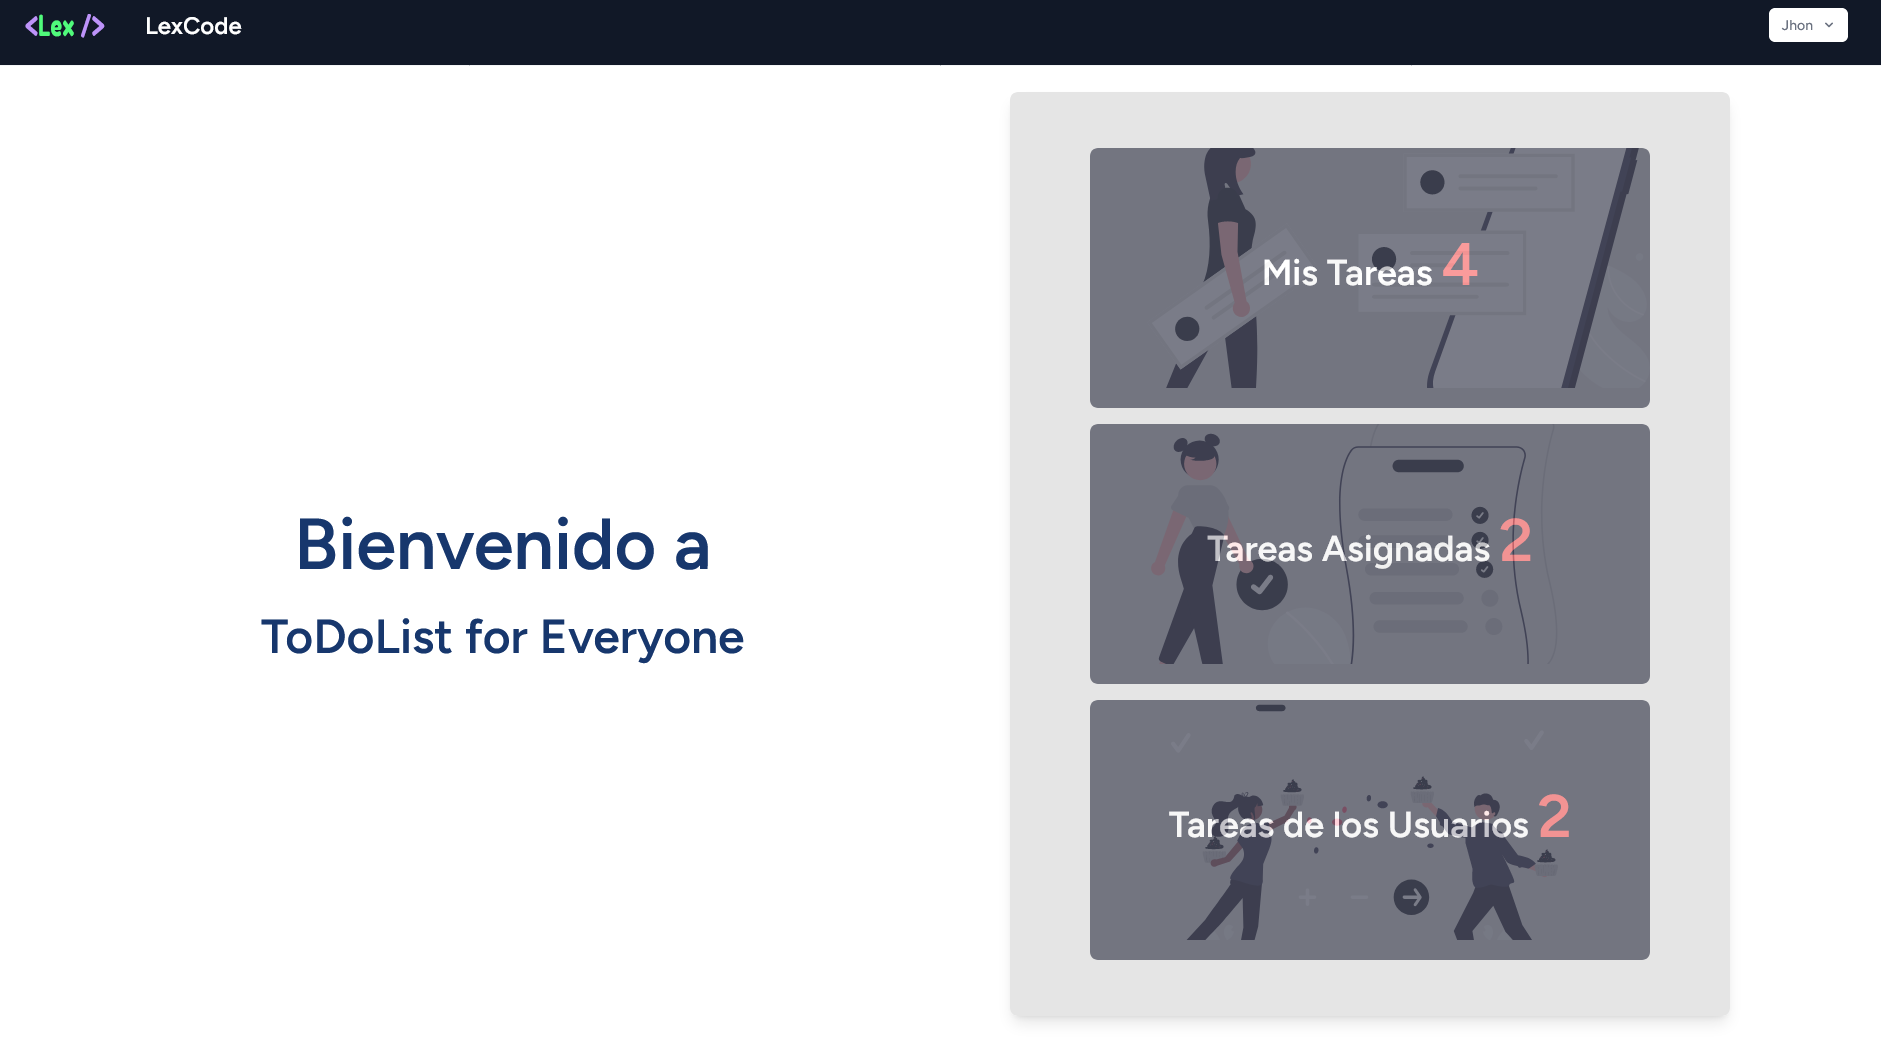 <Lex /> LexCode
Jhon
Bienvenido a
ToDoList for Everyone
Mis Tareas 4
Tareas Asignadas 2
Tareas de los Usuarios 2